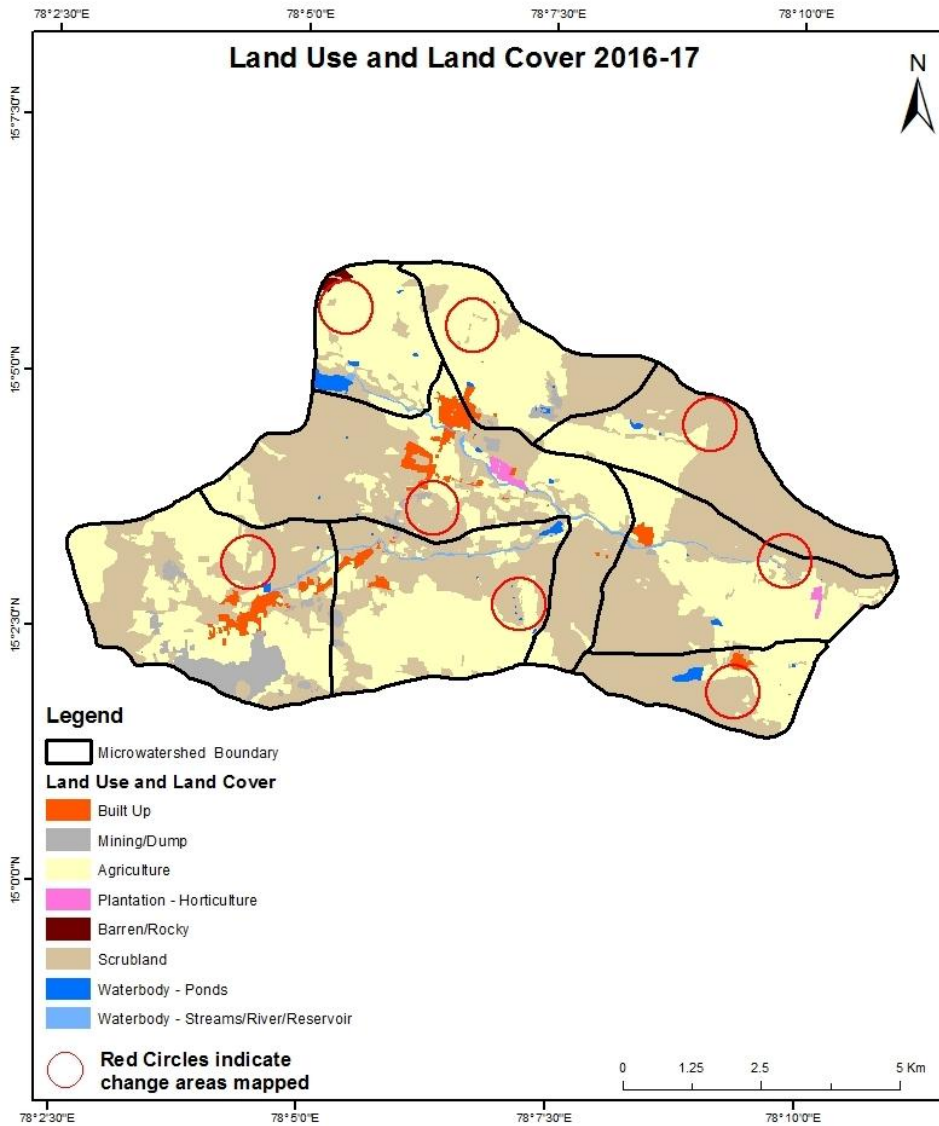 78°2'30"E 78°5'0"E 78°7'30"E 78°10'0"E
Land Use and Land Cover 2016-17
N
15°7'30"N
15°5'0"N
15°2'30"N
15°0'0"N
Legend
Microwatershed Boundary
Land Use and Land Cover
Built Up
Mining/Dump
Agriculture
Plantation - Horticulture
Barren/Rocky
Scrubland
Waterbody - Ponds
Waterbody - Streams/River/Reservoir
Red Circles indicate
change areas mapped
0 1.25 2.5 5 Km
78°2'30"E 78°5'0"E 78°7'30"E 78°10'0"E